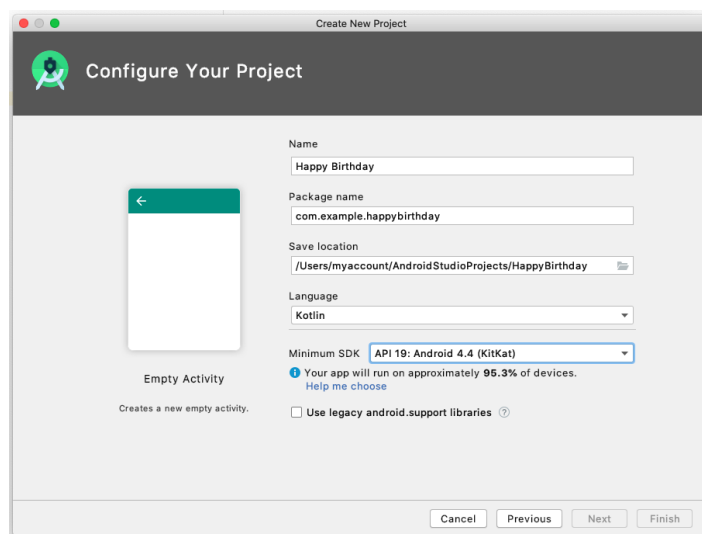 Create New Project
Configure Your Project
Name
Happy Birthday
Package name
com.example.happybirthday
Save location
/Users/myaccount/AndroidStudioProjects/HappyBirthday
Language
Kotlin
Minimum SDK API 19: Android 4.4 (KitKat)
Your app will run on approximately 95.3% of devices.
Help me choose
Empty Activity
Creates a new empty activity.
Use legacy android.support libraries ?
Cancel Previous Next Finish